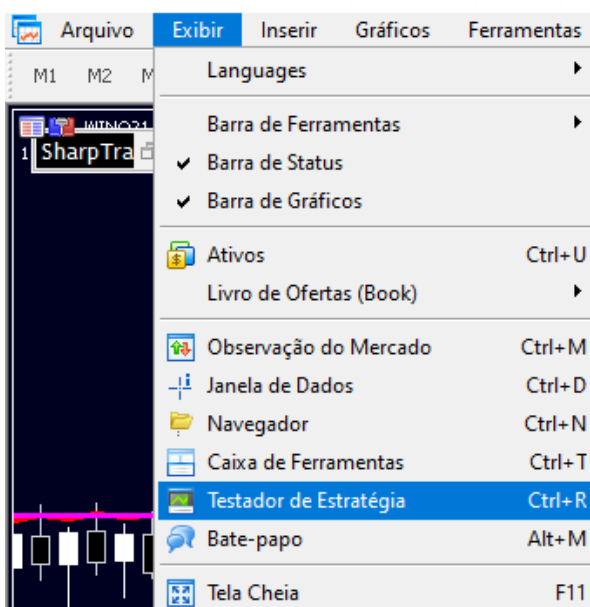 Arquivo Exibir Inserir Gráficos Ferramentas
M1 M2 M
1 SharpTra
Languages
Barra de Ferramentas
Barra de Status
Barra de Gráficos
Ativos Ctrl+U
Livro de Ofertas (Book)
Observação do Mercado Ctrl+M
Janela de Dados Ctrl+D
Navegador Ctrl+N
Caixa de Ferramentas Ctrl+T
Testador de Estratégia Ctrl+R
Bate-papo Alt+M
Tela Cheia F11